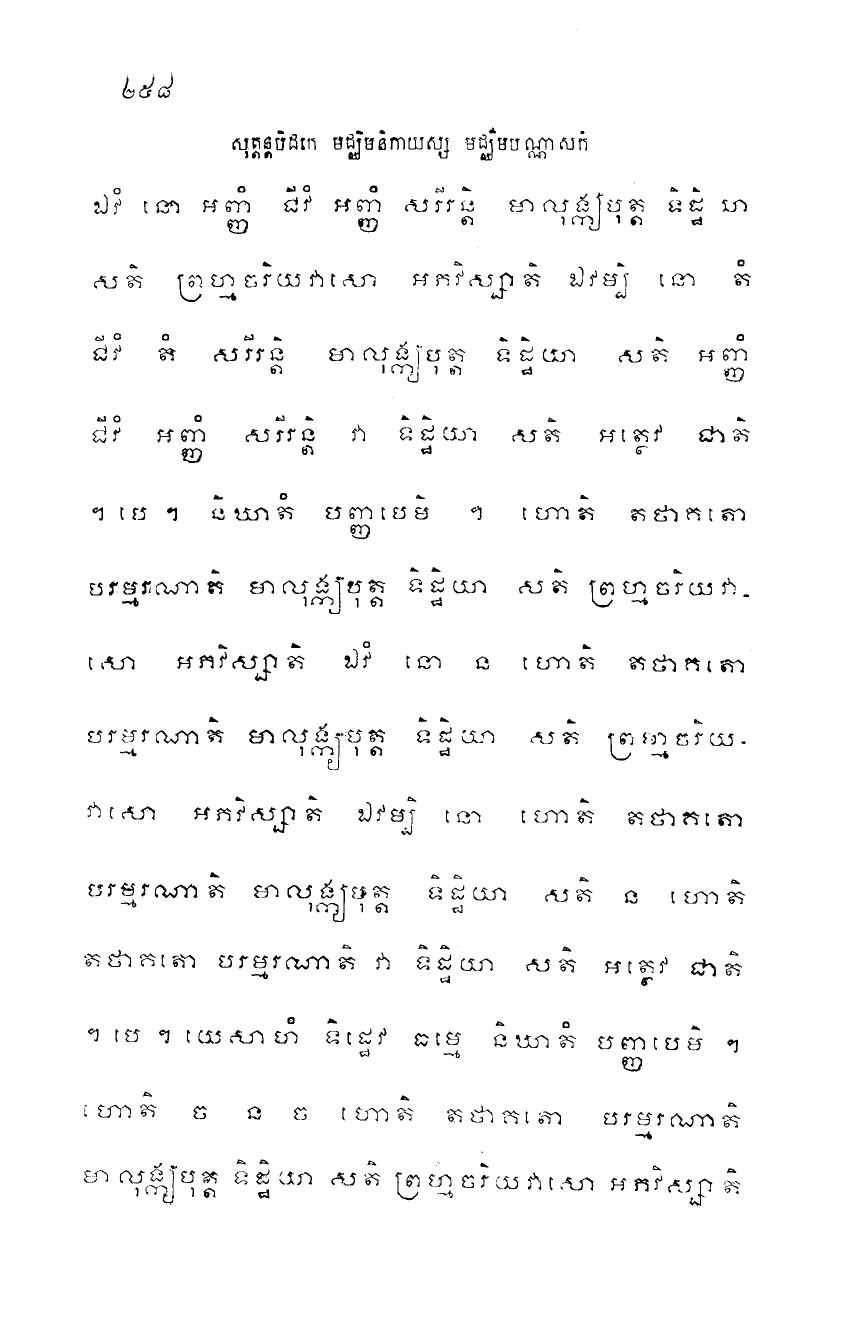 ២៥៨
សុត្តន្តបិដកេ មជ្ឈិមនិកាយស្ស មជ្ឈិមបណ្ណាសកំ
ឯវំ នោ អញ្ញំ ជីវំ អញ្ញំ សរីរន្តិ មាលុង្ក្យបុត្ត ទិដ្ឋិ យា
សតិ ព្រហ្មចរិយវាសោ អភវិស្សាតិ ឯវម្បិ នោ តំ
ជីវំ តំ សរីរន្តិ មាលុង្ក្យបុត្ត ទិដ្ឋិយា សតិ អញ្ញំ
ជីវំ អញ្ញំ សរីរន្តិ វា ទិដ្ឋិយា សតិ អត្ថេវ ជាតិ
។ បេ ។ និឃាតំ បញ្ញបេមិ ។ ហោតិ តថាគតោ
បរម្មរណាតិ មាលុង្ក្យបុត្ត ទិដ្ឋិយា សតិ ព្រហ្មចរិយវា-
សោ អភវិស្សាតិ ឯវំ នោ ន ហោតិ តថាគតោ
បរម្មរណាតិ មាលុង្ក្យបុត្ត ទិដ្ឋិយា សតិ ព្រហ្មចរិយ-
វាសោ អភវិស្សាតិ ឯវម្បិ នោ ហោតិ តថាគតោ
បរម្មរណាតិ មាលុង្ក្យបុត្ត ទិដ្ឋិយា សតិ ន ហោតិ
តថាគតោ បរម្មរណាតិ វា ទិដ្ឋិយា សតិ អត្ថេវ ជាតិ
។ បេ ។ យេសាហំ ទិដ្ឋេវ ធម្មេ និឃាតំ បញ្ញបេមិ ។
ហោតិ ច ន ច ហោតិ តថាគតោ បរម្មរណាតិ
មាលុង្ក្យបុត្ត ទិដ្ឋិយា សតិ ព្រហ្មចរិយវាសោ អភវិស្សាតិ